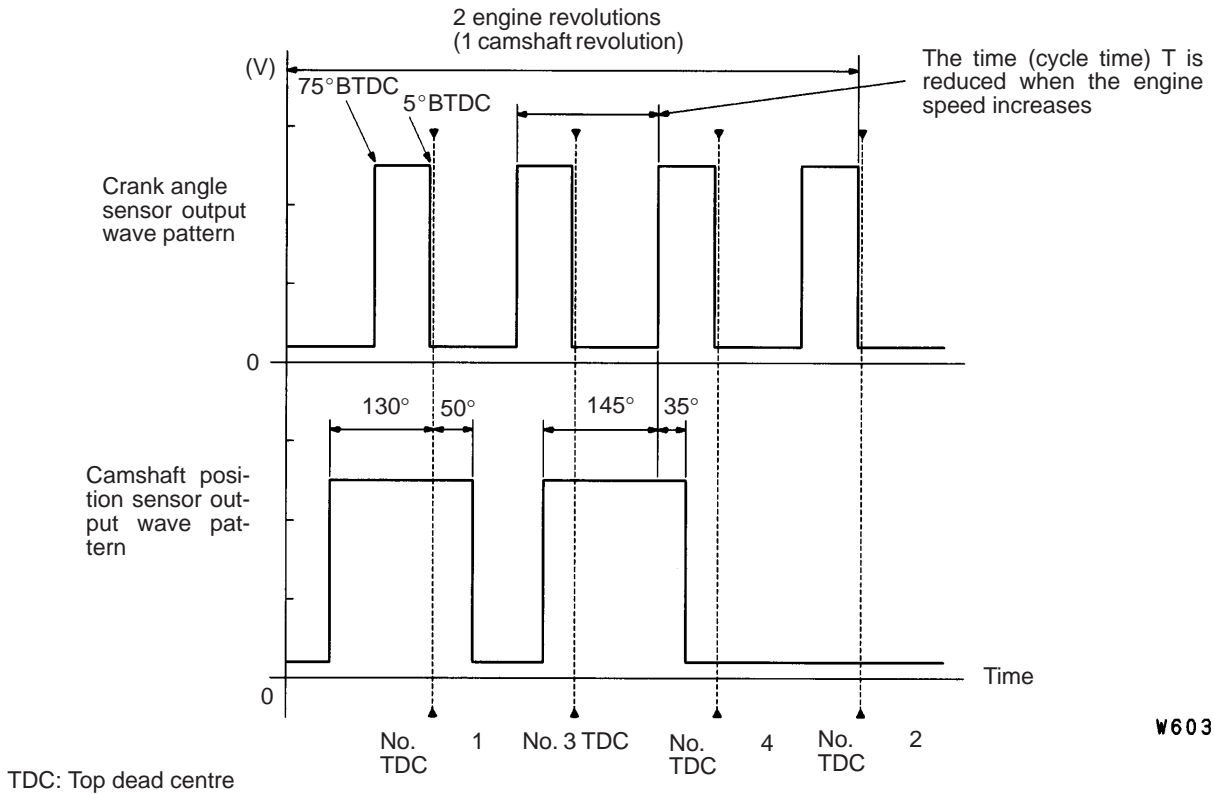 2 engine revolutions
(1 camshaft revolution)
The time (cycle time) T is
reduced when the engine
speed increases
(V)
75°BTDC
5°BTDC
Crank angle
sensor output
wave pattern
0
130°
50°
145°
35°
Camshaft posi-
tion sensor out-
put wave pat-
tern
Time
0
No. 1
TDC
No. 3 TDC
No. 4
TDC
No. 2
TDC
W603
TDC: Top dead centre